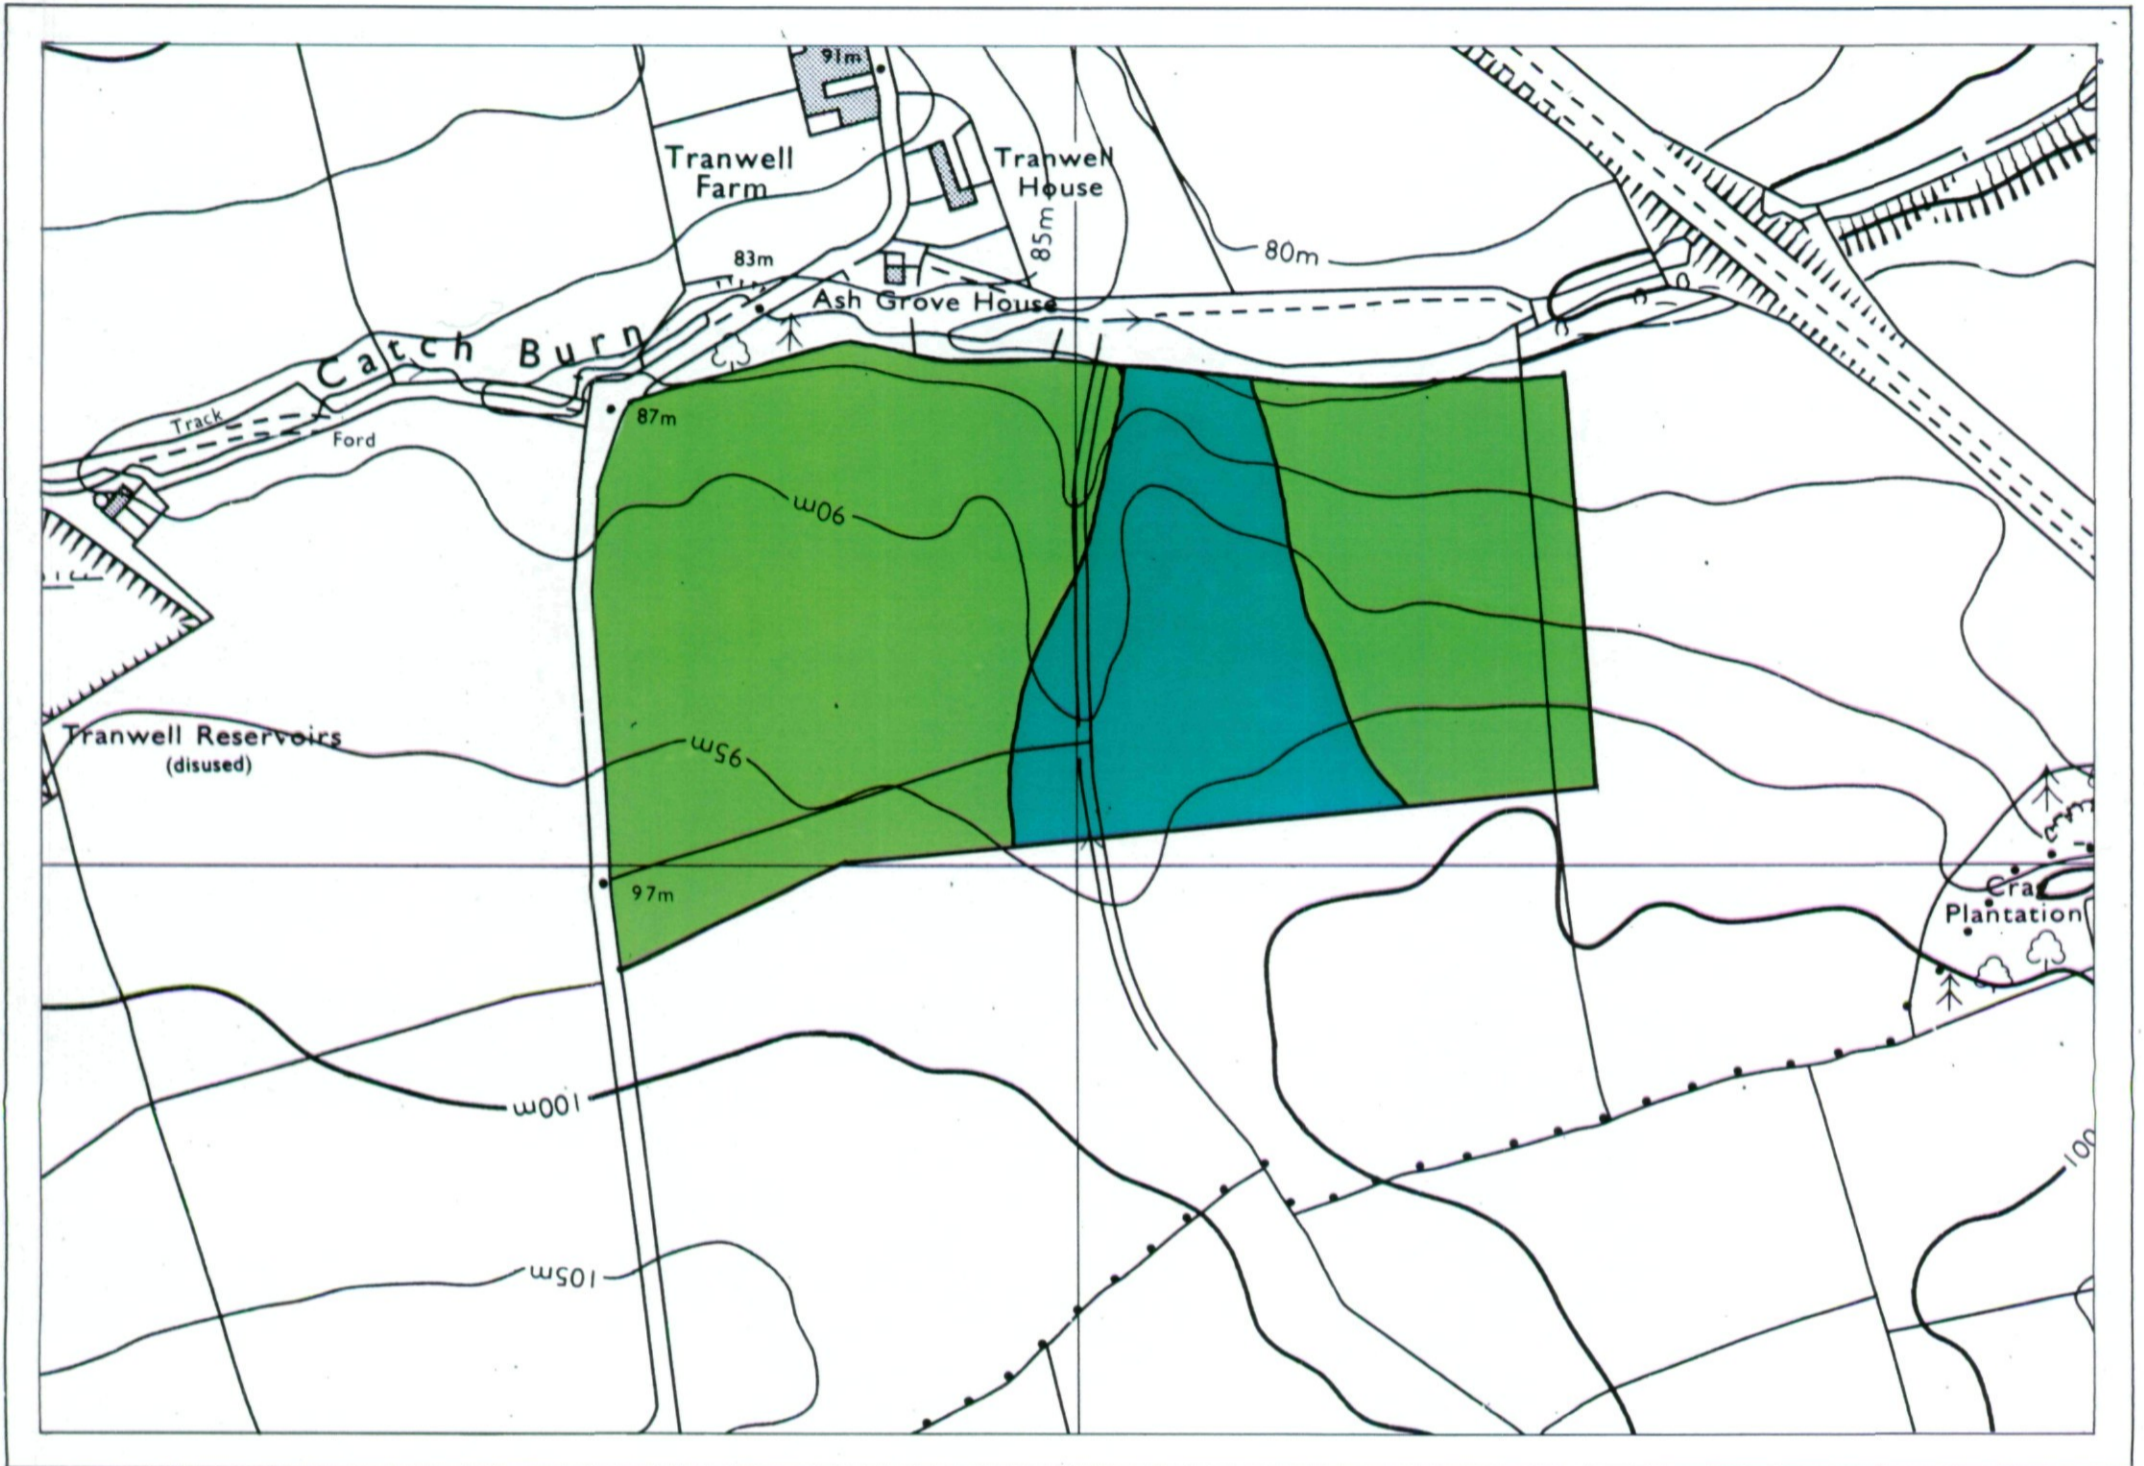 91m
Tranwell
Farm
Tranwell
House
85m
80m
83m
Ash Grove House
Catch Burn
Track
Ford
87m
90m
95m
Tranwell Reservoirs
(disused)
97m
Plantation
100m
100
105m